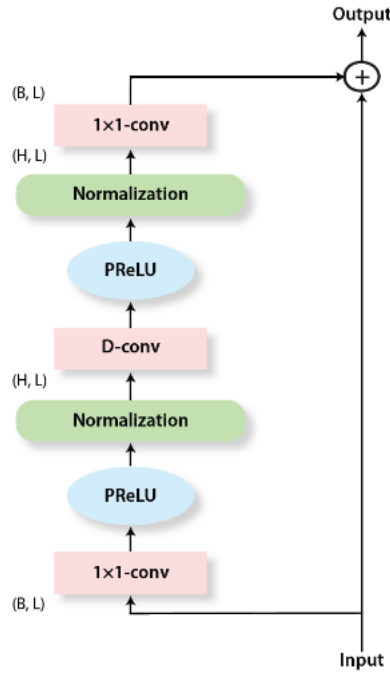 Output
+
(B, L)
1×1-conv
(H, L)
Normalization
PReLU
D-conv
(H, L)
Normalization
PReLU
1×1-conv
(B, L)
Input